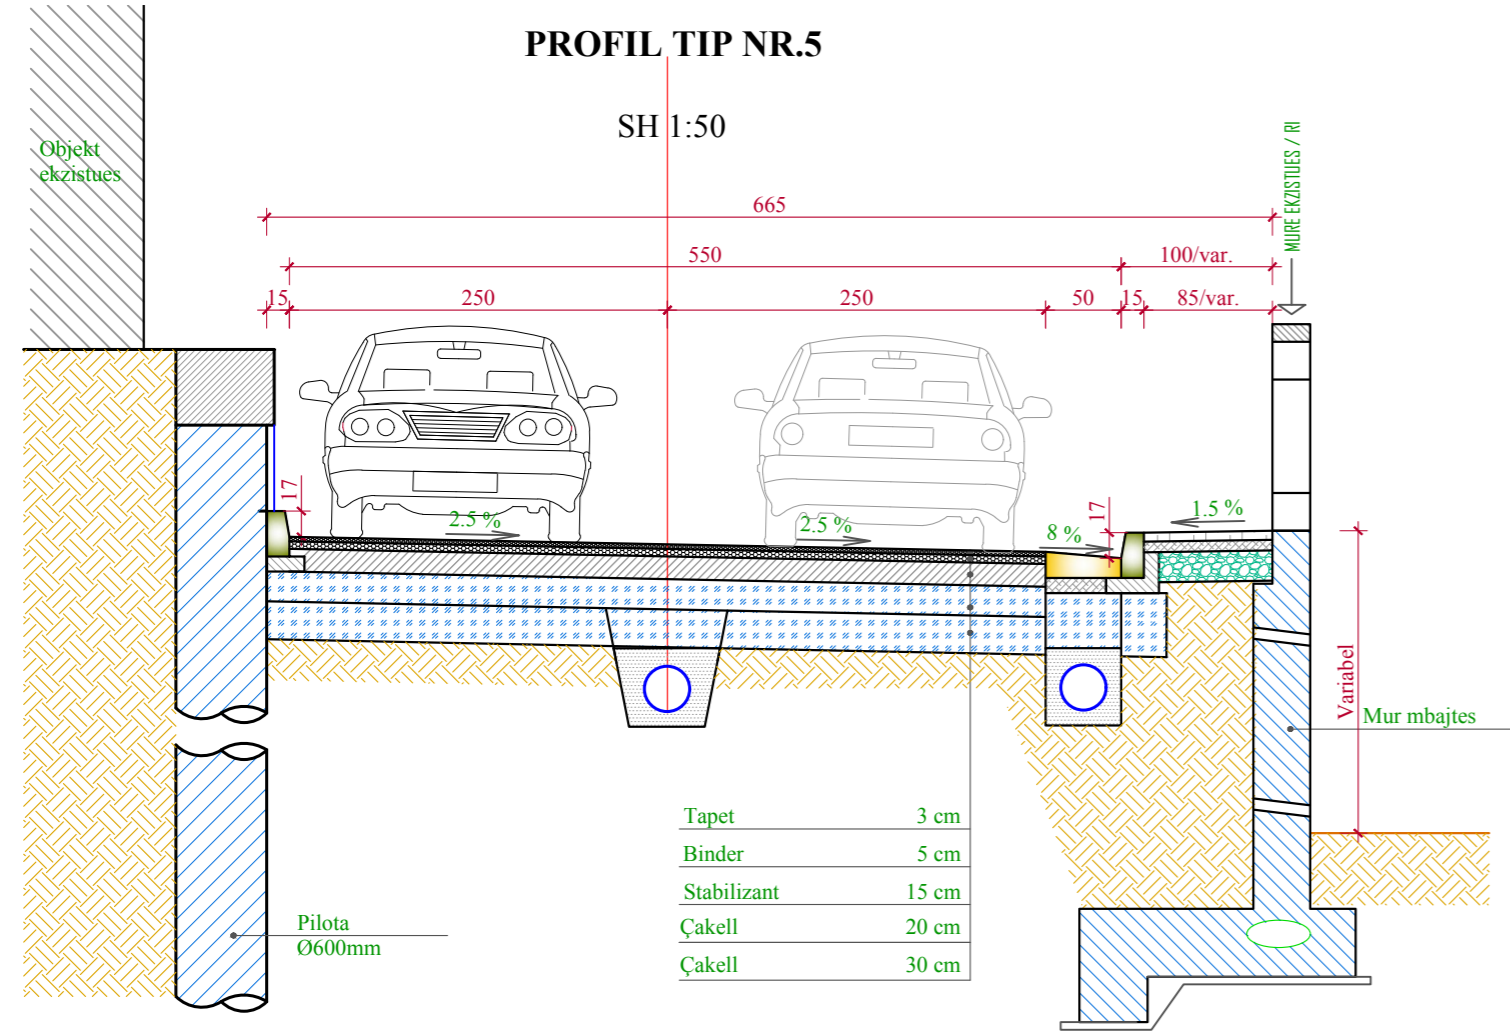 PROFIL TIP NR.5
SH 1:50
Objekt
ekzistues
MURE EKZISTUES / RI
665
550
100/var.
15
250
250
50
15
85/var.
17
2.5 %
2.5 %
8 %
17
1.5 %
Variabel
Mur mbajtes
Tapet 3 cm
Binder 5 cm
Stabilizant 15 cm
Çakell 20 cm
Çakell 30 cm
Pilota
Ø600mm